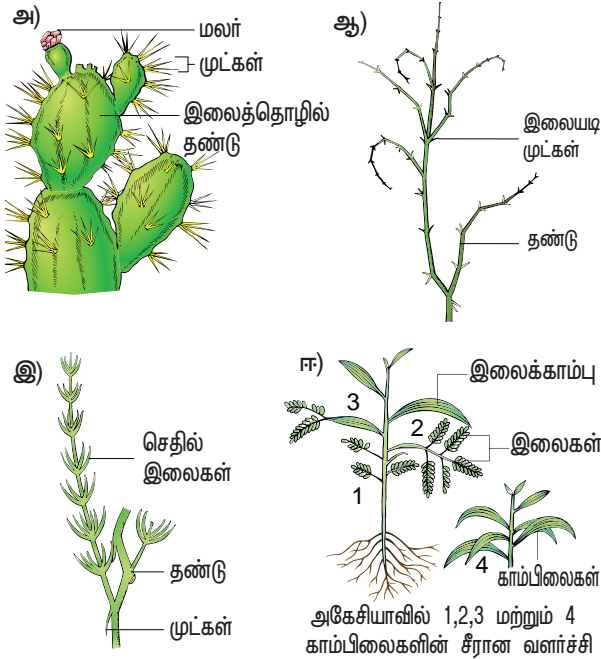 அ)
மலர்
முட்கள்
இலைத்தொழில்
தண்டு
ஆ)
இலையடி
முட்கள்
தண்டு
இ)
செதில்
இலைகள்
தண்டு
முட்கள்
ஈ)
இலைக்காம்பு
3
2
இலைகள்
1
4
காம்பிலைகள்
அகேசியாவில் 1,2,3 மற்றும் 4
காம்பிலைகளின் சீரான வளர்ச்சி